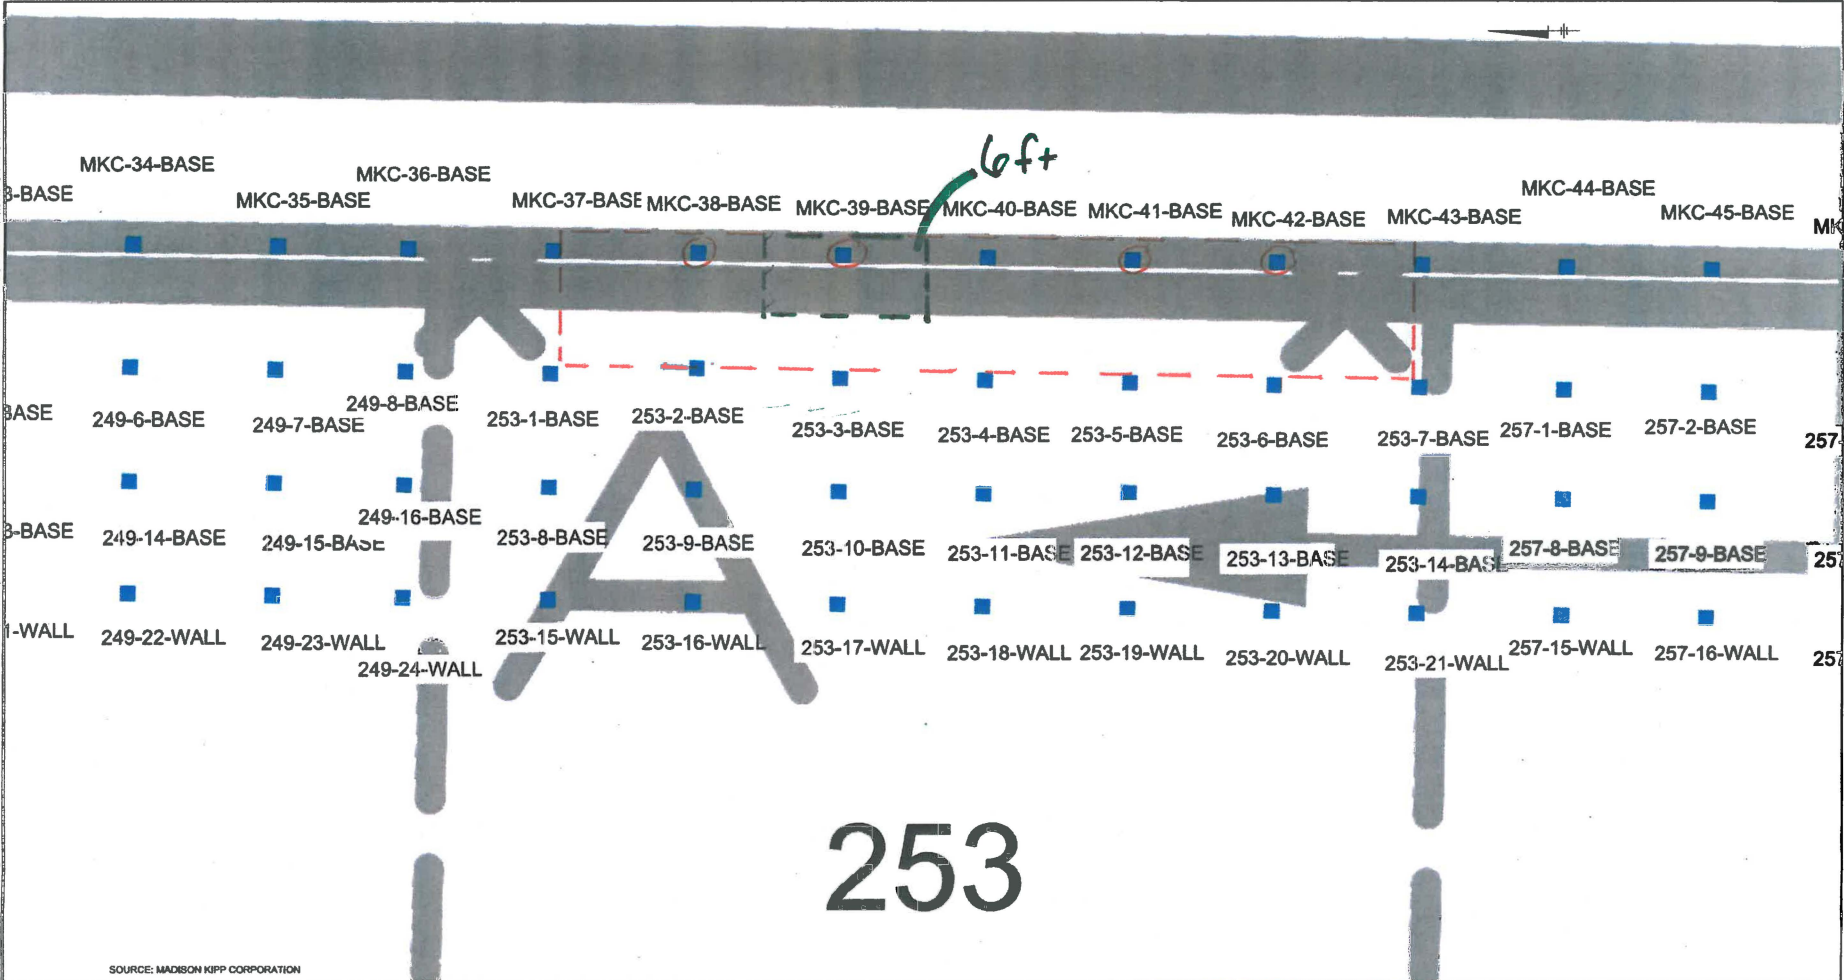 6ft
MKC-34-BASE
MKC-36-BASE
-BASE MKC-35-BASE MKC-37-BASE MKC-38-BASE MKC-39-BASE MKC-40-BASE MKC-41-BASE MKC-42-BASE MKC-43-BASE MKC-44-BASE MKC-45-BASE
MK
BASE 249-6-BASE 249-7-BASE 249-8-BASE 253-1-BASE 253-2-BASE 253-3-BASE 253-4-BASE 253-5-BASE 253-6-BASE 253-7-BASE 257-1-BASE 257-2-BASE 257-
-BASE 249-14-BASE 249-15-BASE 249-16-BASE 253-8-BASE 253-9-BASE 253-10-BASE 253-11-BASE 253-12-BASE 253-13-BASE 253-14-BASE 257-8-BASE 257-9-BASE 257
1-WALL 249-22-WALL 249-23-WALL 249-24-WALL 253-15-WALL 253-16-WALL 253-17-WALL 253-18-WALL 253-19-WALL 253-20-WALL 253-21-WALL 257-15-WALL 257-16-WALL 257
A
253
SOURCE: MADISON KIPP CORPORATION